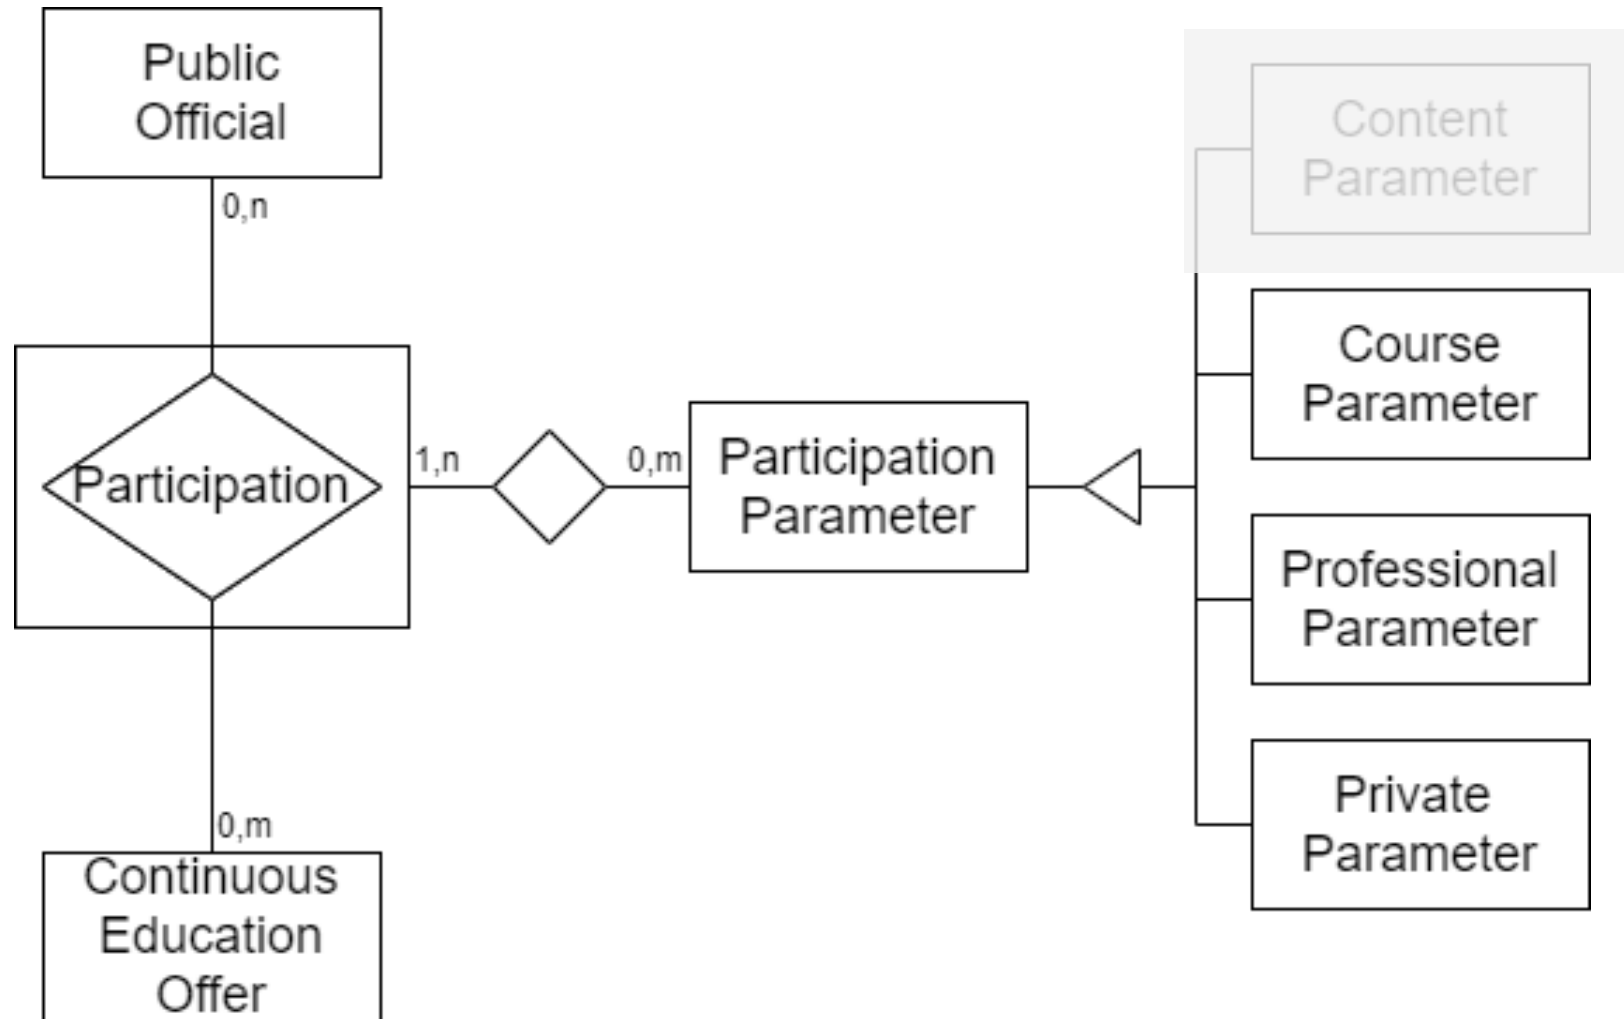 Public
Official
0,n
Participation
1,n
0,m
Participation
Parameter
0,m
Continuous
Education
Offer
Content
Parameter
Course
Parameter
Professional
Parameter
Private
Parameter